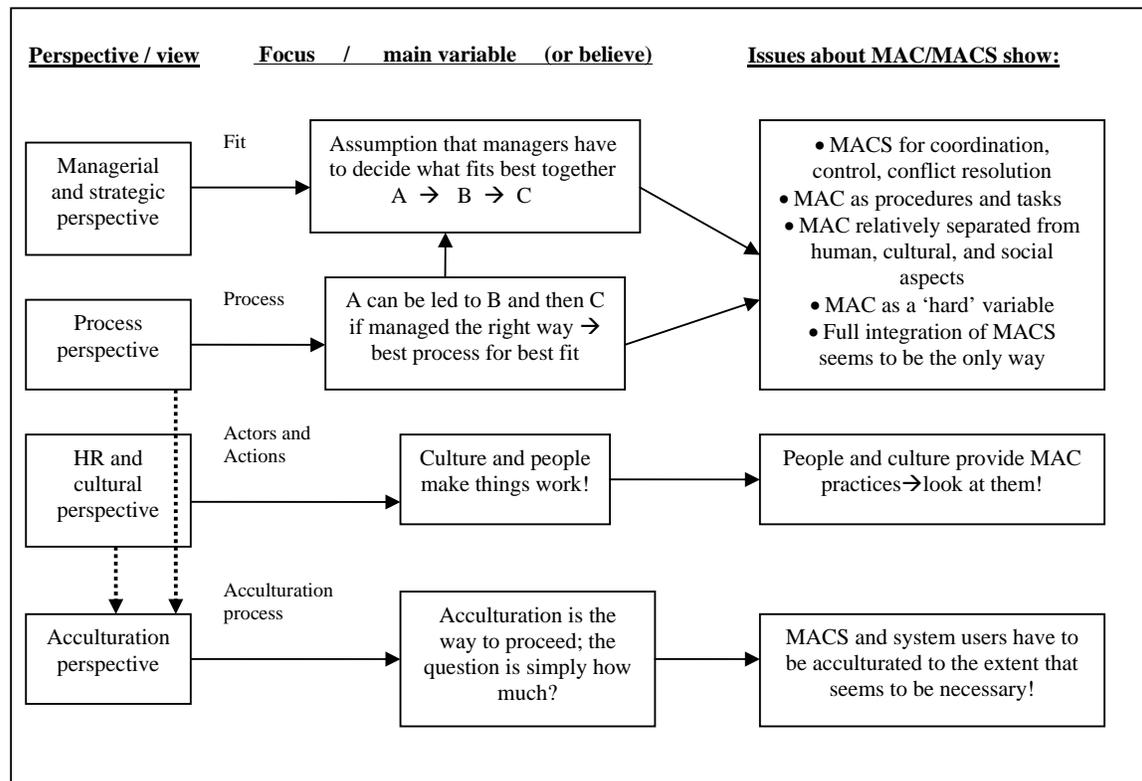 Perspective / view
Focus / main variable (or believe)
Issues about MAC/MACS show:
Managerial
and strategic
perspective
Fit
Assumption that managers have
to decide what fits best together
A → B → C
• MACS for coordination,
control, conflict resolution
• MAC as procedures and tasks
• MAC relatively separated from
human, cultural, and social
aspects
• MAC as a ‘hard’ variable
• Full integration of MACS
seems to be the only way
Process
perspective
Process
A can be led to B and then C
if managed the right way →
best process for best fit
HR and
cultural
perspective
Actors and
Actions
Culture and people
make things work!
People and culture provide MAC
practices→look at them!
Acculturation
perspective
Acculturation
process
Acculturation is the
way to proceed; the
question is simply how
much?
MACS and system users have to
be acculturated to the extent that
seems to be necessary!